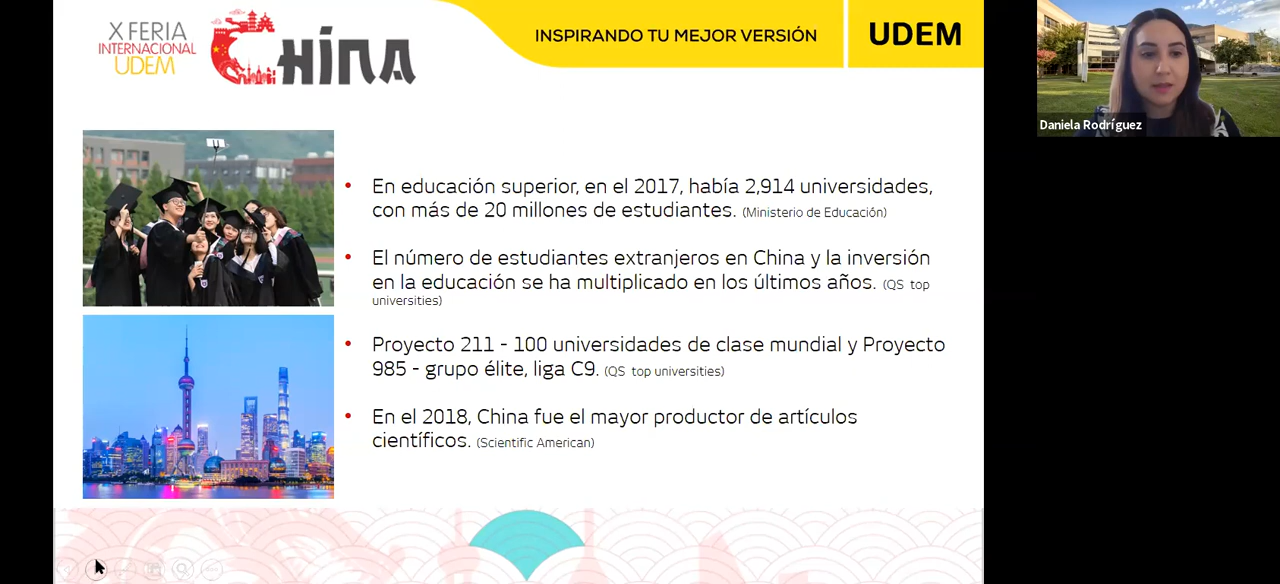 X FERIA
INTERNACIONAL
UDEM
CHINA
INSPIRANDO TU MEJOR VERSIÓN
UDEM
Daniela Rodríguez
• En educación superior, en el 2017, había 2,914 universidades,
con más de 20 millones de estudiantes. (Ministerio de Educación)
• El número de estudiantes extranjeros en China y la inversión
en la educación se ha multiplicado en los últimos años. (QS top
universities)
• Proyecto 211 - 100 universidades de clase mundial y Proyecto
985 - grupo élite, liga C9. (QS top universities)
• En el 2018, China fue el mayor productor de artículos
científicos. (Scientific American)